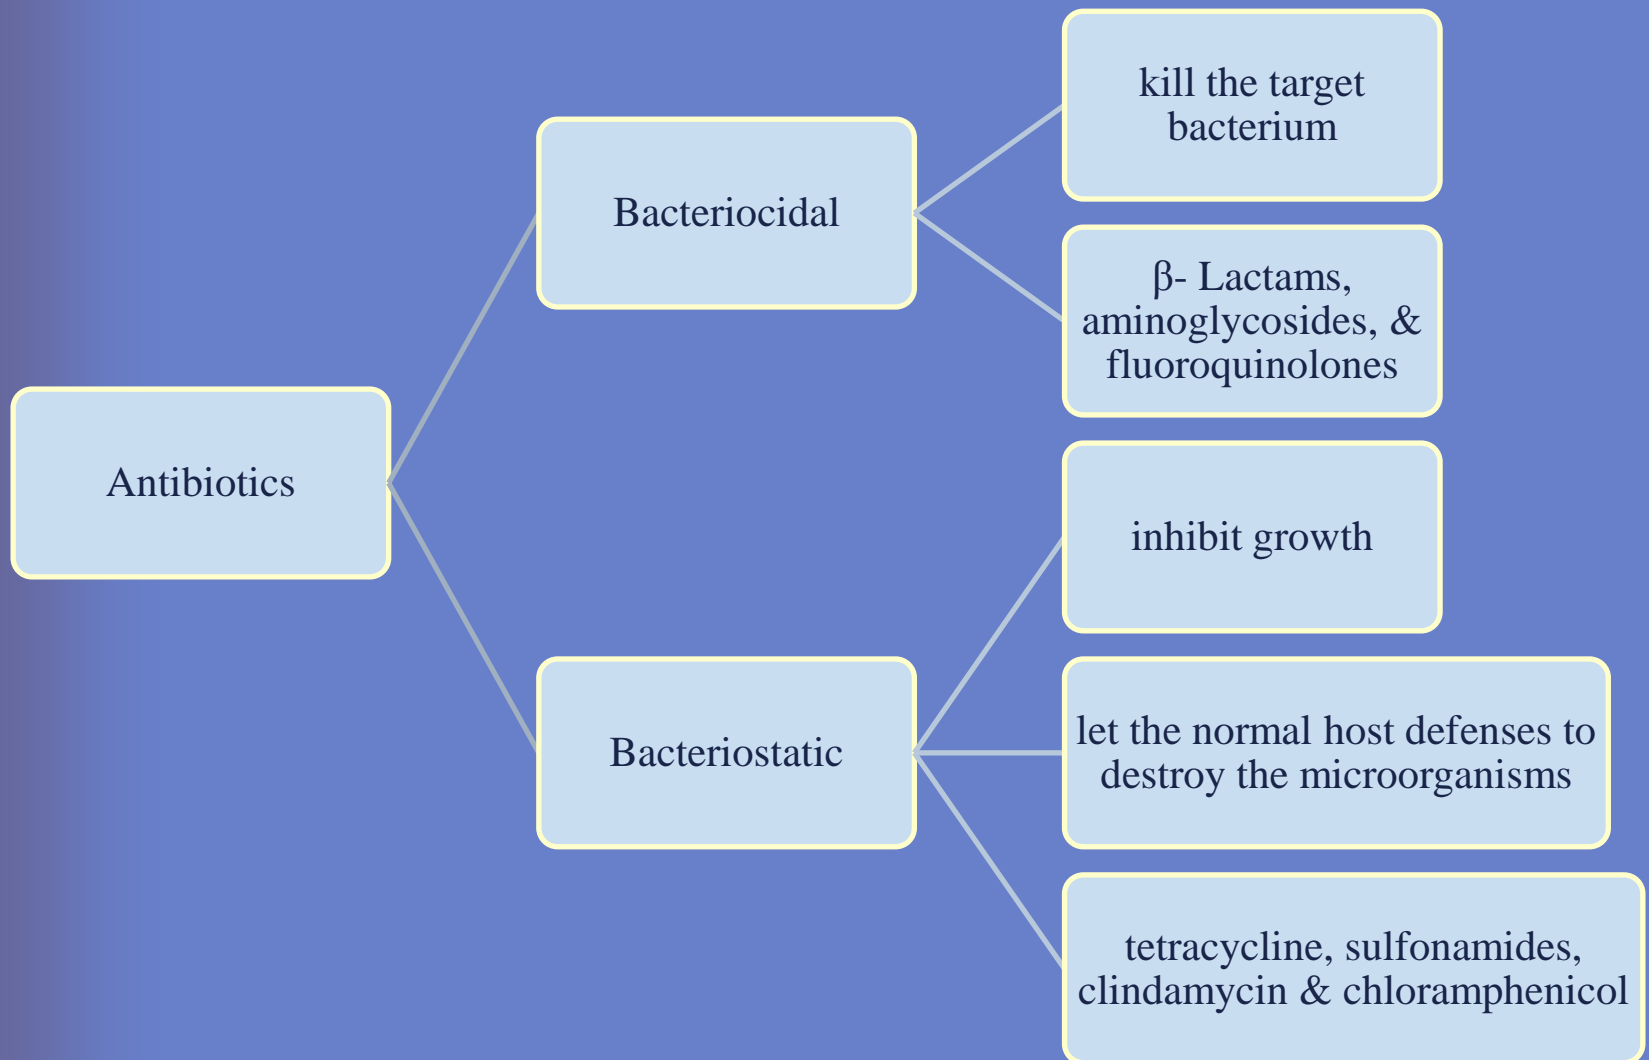 Antibiotics
Bacteriocidal
kill the target
bacterium
β- Lactams,
aminoglycosides, &
fluoroquinolones
Bacteriostatic
inhibit growth
let the normal host defenses to
destroy the microorganisms
tetracycline, sulfonamides,
clindamycin & chloramphenicol